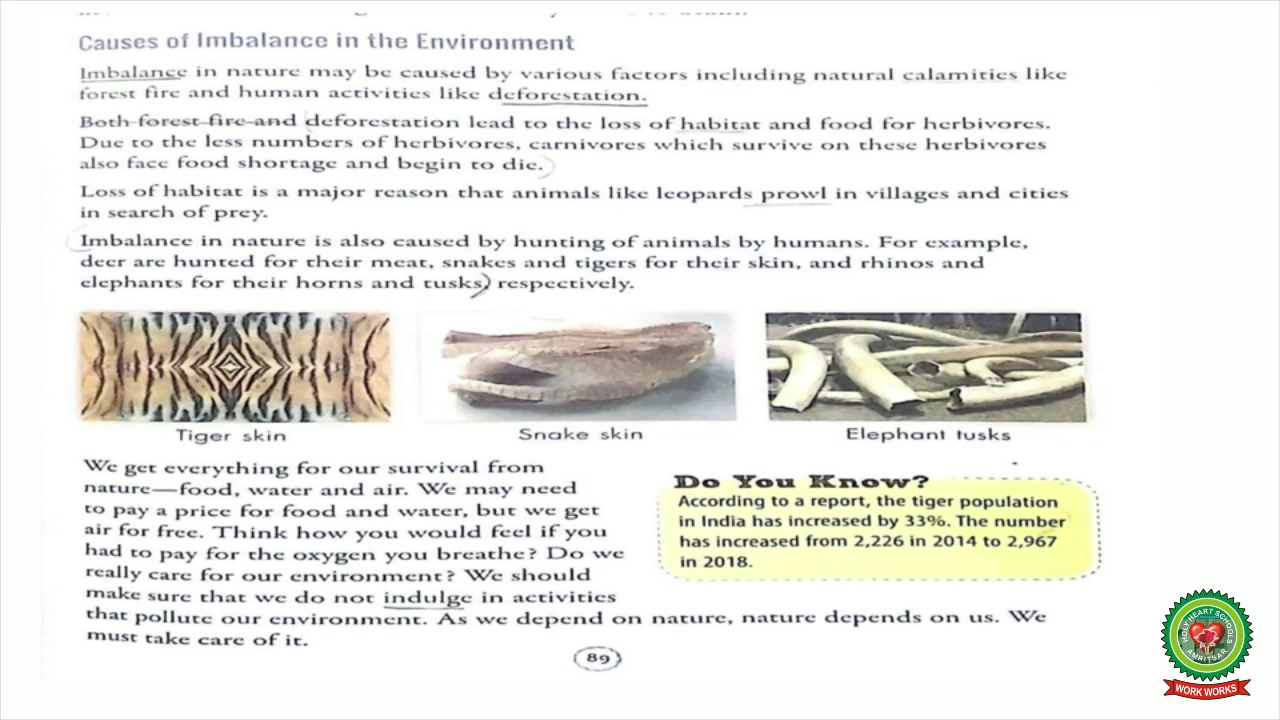 Causes of Imbalance in the Environment
Imbalance in nature may be caused by various factors including natural calamities like
forest fire and human activities like deforestation.
Both forest fire and deforestation lead to the loss of habitat and food for herbivores.
Due to the less numbers of herbivores, carnivores which survive on these herbivores
also face food shortage and begin to die.
Loss of habitat is a major reason that animals like leopards prowl in villages and cities
in search of prey.
Imbalance in nature is also caused by hunting of animals by humans. For example,
deer are hunted for their meat, snakes and tigers for their skin, and rhinos and
elephants for their horns and tusks) respectively.
Tiger skin
Snake skin
Elephant tusks
We get everything for our survival from
nature—food, water and air. We may need
to pay a price for food and water, but we get
air for free. Think how you would feel if you
had to pay for the oxygen you breathe? Do we
really care for our environment? We should
make sure that we do not indulge in activities
that pollute our environment. As we depend on nature, nature depends on us. We
must take care of it.
Do You Know?
According to a report, the tiger population
in India has increased by 33%. The number
has increased from 2,226 in 2014 to 2,967
in 2018.
89
HOLY HEART SCHOOLS
AMRITSAR
WORK WORKS